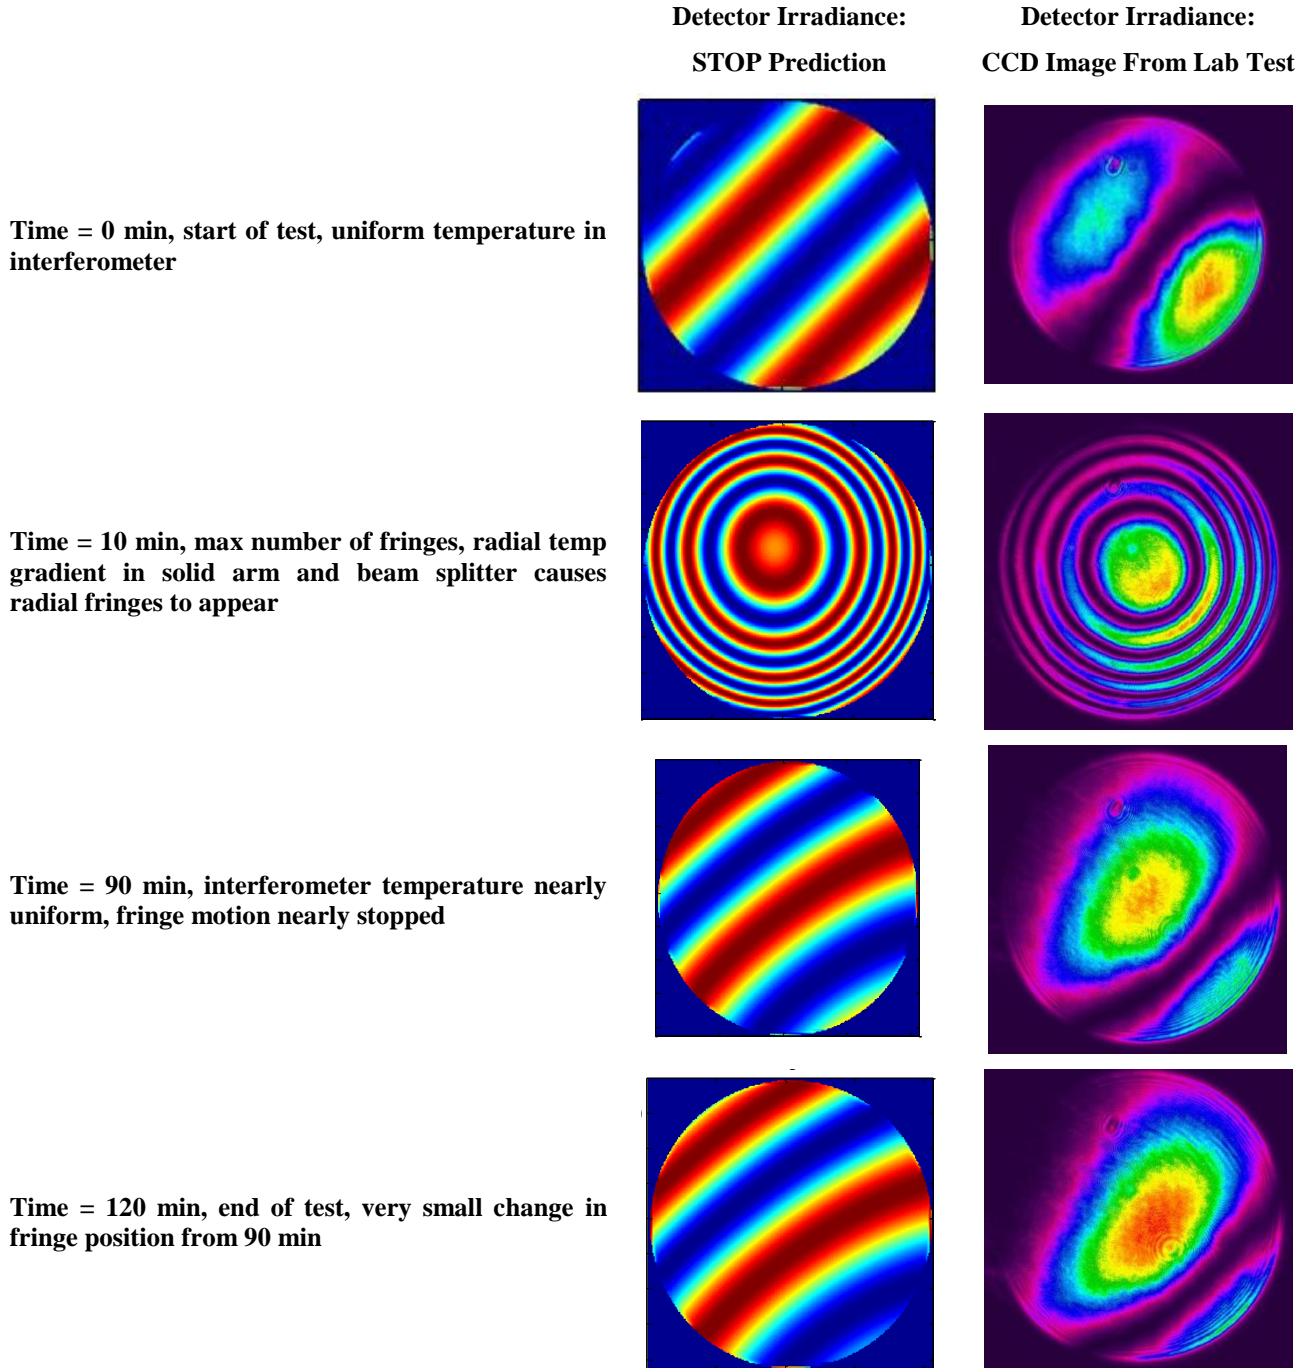 Detector Irradiance:
STOP Prediction
Detector Irradiance:
CCD Image From Lab Test
Time = 0 min, start of test, uniform temperature in
interferometer
Time = 10 min, max number of fringes, radial temp
gradient in solid arm and beam splitter causes
radial fringes to appear
Time = 90 min, interferometer temperature nearly
uniform, fringe motion nearly stopped
Time = 120 min, end of test, very small change in
fringe position from 90 min